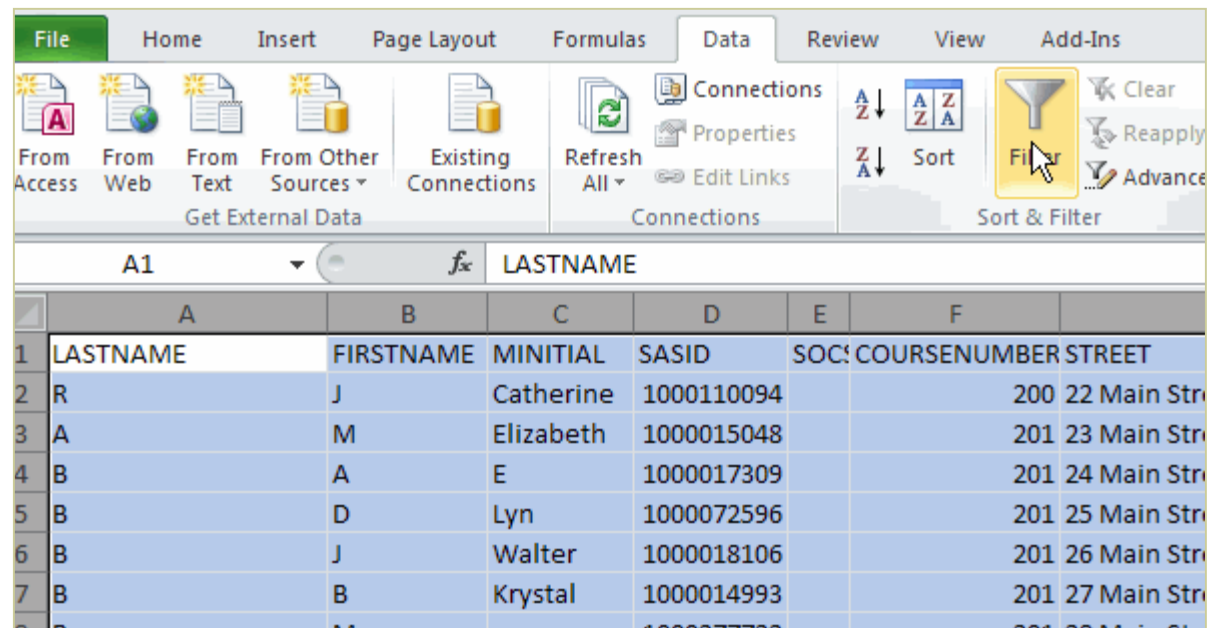 File Home Insert Page Layout Formulas Data Review View Add-Ins
From Access
From Web
From Text
From Other Sources
Existing Connections
Refresh All
Connections
Properties
Edit Links
Sort
Filter
Clear
Reapply
Advance
Get External Data
Connections
Sort & Filter
A1 fx LASTNAME
A B C D E F
1 LASTNAME FIRSTNAME MINITIAL SASID SOCS COURSENUMBER STREET
2 R J Catherine 1000110094 200 22 Main Str
3 A M Elizabeth 1000015048 201 23 Main Str
4 B A E 1000017309 201 24 Main Str
5 B D Lyn 1000072596 201 25 Main Str
6 B J Walter 1000018106 201 26 Main Str
7 B B Krystal 1000014993 201 27 Main Str